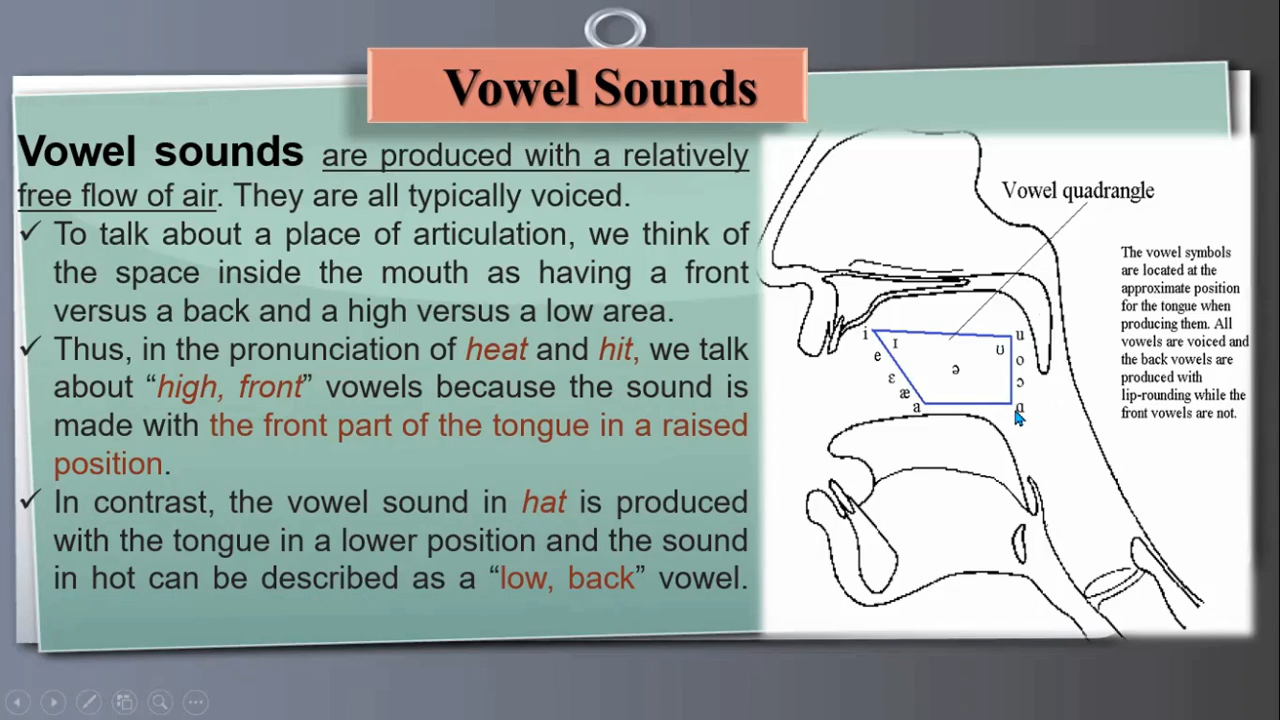 Vowel Sounds
Vowel sounds are produced with a relatively
free flow of air. They are all typically voiced.
✓ To talk about a place of articulation, we think of
the space inside the mouth as having a front
versus a back and a high versus a low area.
✓ Thus, in the pronunciation of heat and hit, we talk
about “high, front” vowels because the sound is
made with the front part of the tongue in a raised
position.
✓ In contrast, the vowel sound in hat is produced
with the tongue in a lower position and the sound
in hot can be described as a “low, back” vowel.
Vowel quadrangle
The vowel symbols
are located at the
approximate position
for the tongue when
producing them. All
vowels are voiced and
the back vowels are
produced with
lip-rounding while the
front vowels are not.
i ɪ u
e ʊ o
ə
ɛ ɔ
æ
a ɑ